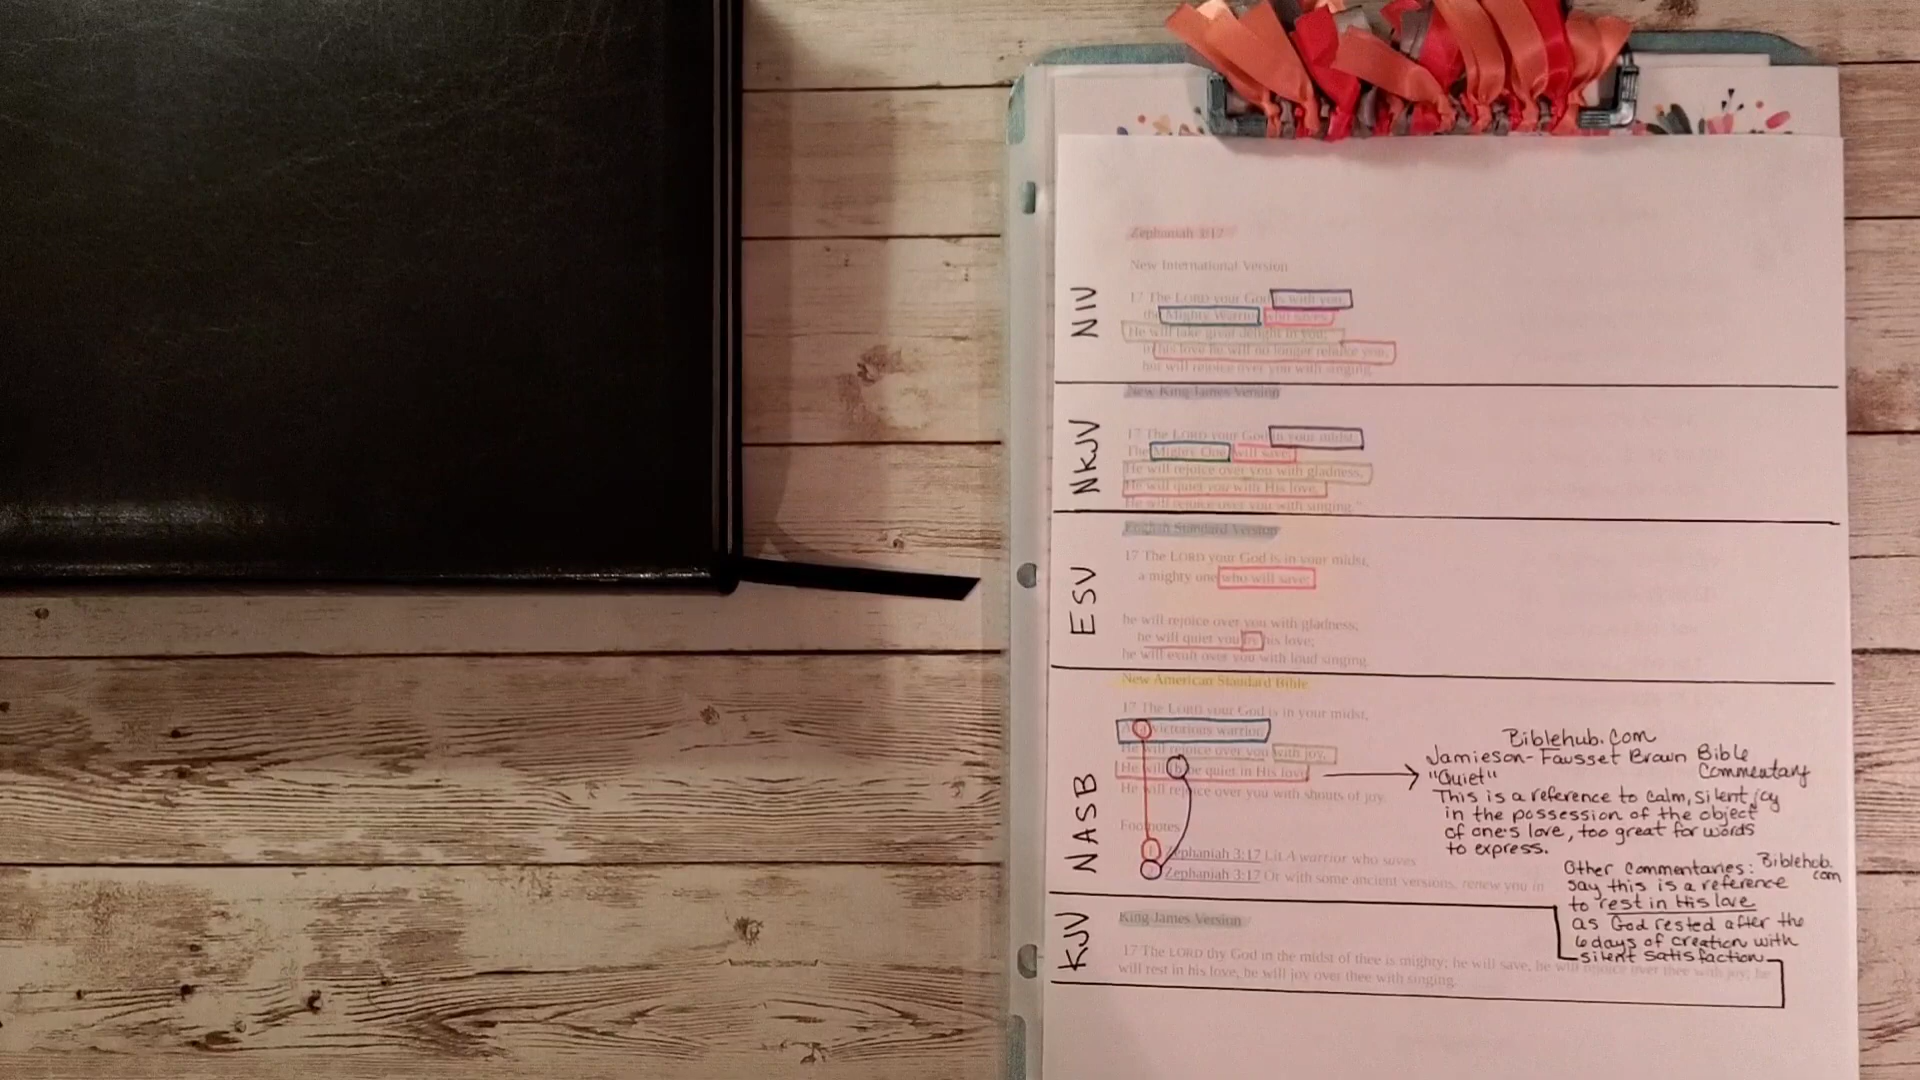 Zephaniah 3:17
New International Version
NIV
17 The LORD your God is with you,
the Mighty Warrior who saves.
He will take great delight in you;
in his love he will no longer rebuke you,
but will rejoice over you with singing.
New King James Version
NKJV
17 The LORD your God in your midst,
The Mighty One, will save;
He will rejoice over you with gladness,
He will quiet you with His love,
He will rejoice over you with singing."
English Standard Version
ESV
17 The LORD your God is in your midst,
a mighty one who will save;
he will rejoice over you with gladness;
he will quiet you by his love;
he will exult over you with loud singing.
New American Standard Bible
NASB
17 The LORD your God is in your midst,
A a victorious warrior.
He will rejoice over you with joy,
He will b be quiet in His love,
He will rejoice over you with shouts of joy.
Footnotes
Zephaniah 3:17 Lit A warrior who saves
Zephaniah 3:17 Or with some ancient versions, renew you in
Biblehub.com
Jamieson-Fausset Brown Bible
Commentary
"Quiet"
This is a reference to calm, silent joy
in the possession of the object
of one's love, too great for words
to express.
Other Commentaries: Biblehub.
com
say this is a reference
to rest in His love
as God rested after the
6 days of creation with
silent satisfaction
King James Version
KJV
17 The LORD thy God in the midst of thee is mighty; he will save, he will rejoice over thee with joy; he
will rest in his love, he will joy over thee with singing.